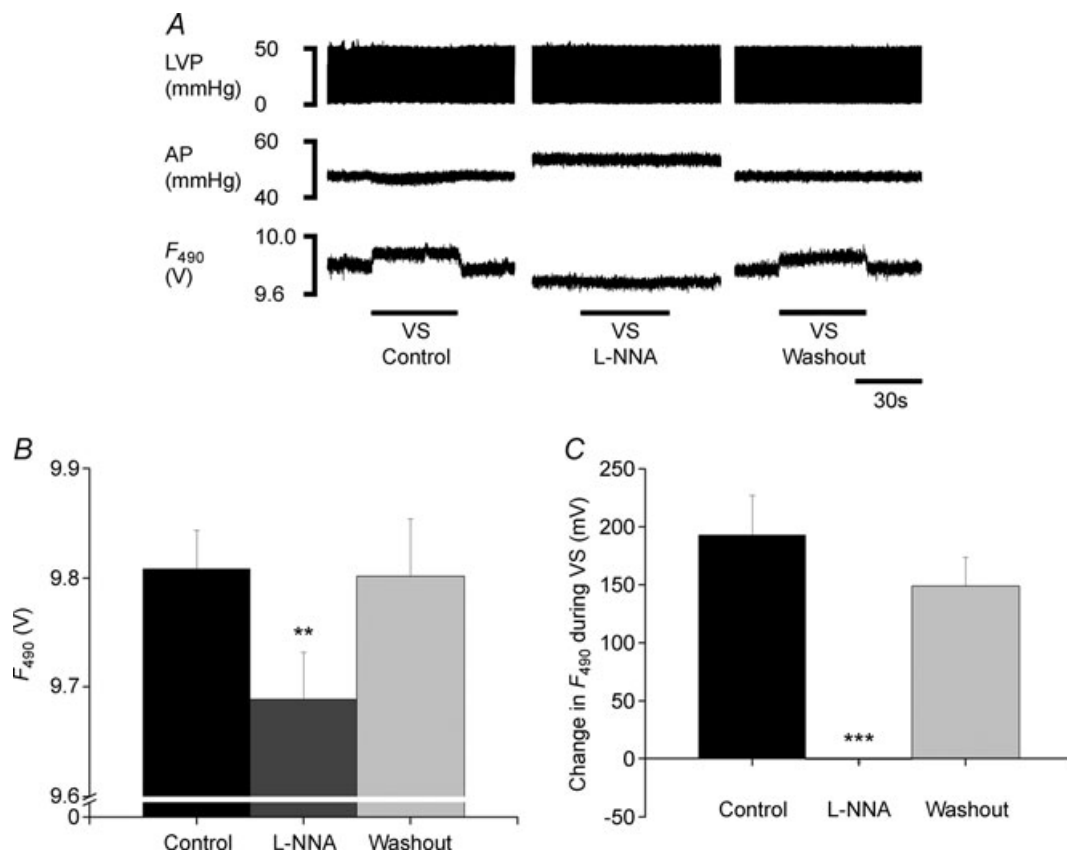 A
LVP
(mmHg)
50
0
AP
(mmHg)
60
40
F490
(V)
10.0
9.6
VS VS VS
Control L-NNA Washout
30s
B
F490 (V)
9.9
9.8
9.7
9.6
0
**
Control L-NNA Washout
C
Change in F490 during VS (mV)
250
200
150
100
50
0
-50
***
Control L-NNA Washout